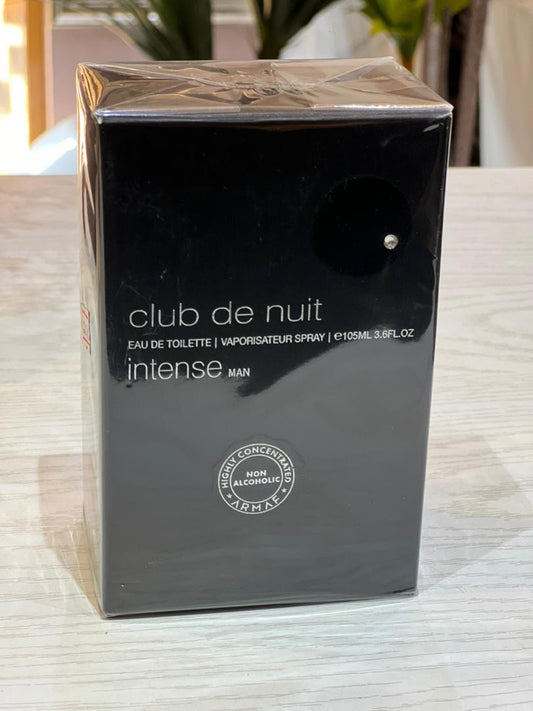 club de nuit
EAU DE TOILETTE | VAPORISATEUR SPRAY | ℮105ML 3.6FL.OZ
intense MAN
HIGHLY CONCENTRATED
NON
ALCOHOLIC
ARMAF